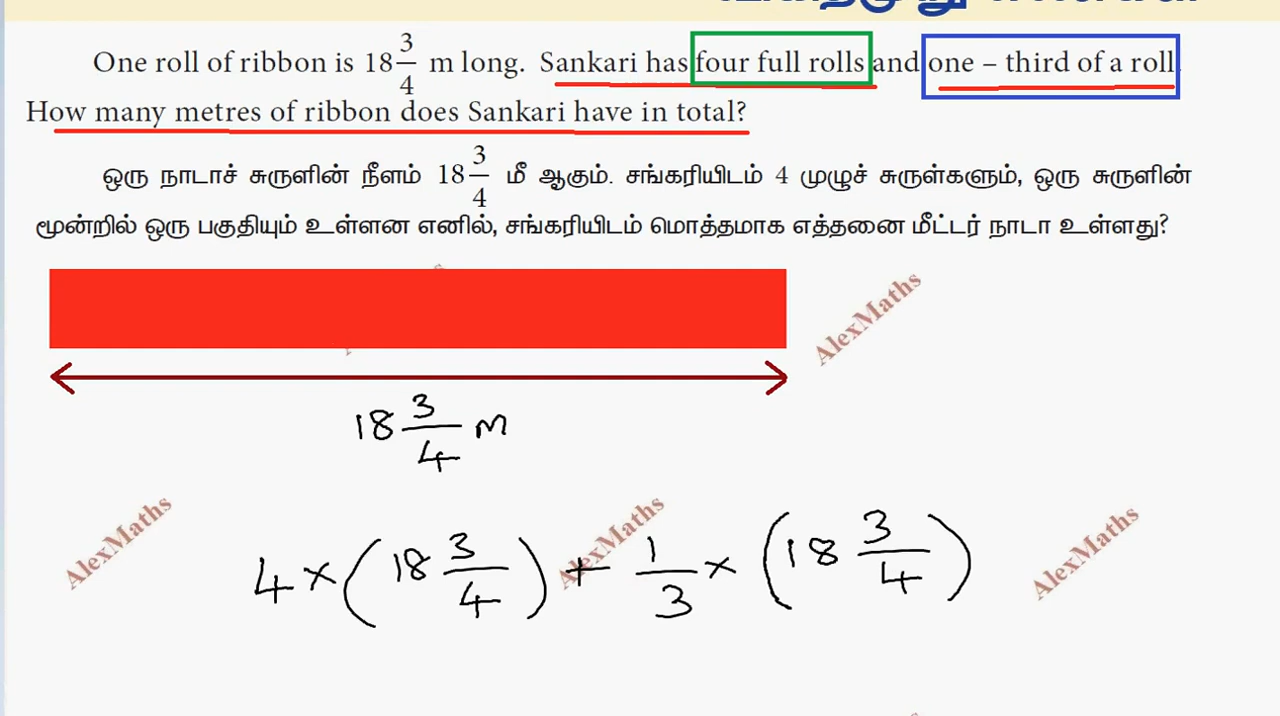 One roll of ribbon is 18 3/4 m long. Sankari has four full rolls and one – third of a roll.
How many metres of ribbon does Sankari have in total?
ஒரு நாடாச் சுருளின் நீளம் 18 3/4 மீ ஆகும். சங்கரியிடம் 4 முழுச் சுருள்களும், ஒரு சுருளின்
மூன்றில் ஒரு பகுதியும் உள்ளன எனில், சங்கரியிடம் மொத்தமாக எத்தனை மீட்டர் நாடா உள்ளது?
AlexMaths
18 3/4 m
AlexMaths
AlexMaths
AlexMaths
4 × (18 3/4) + 1/3 × (18 3/4)